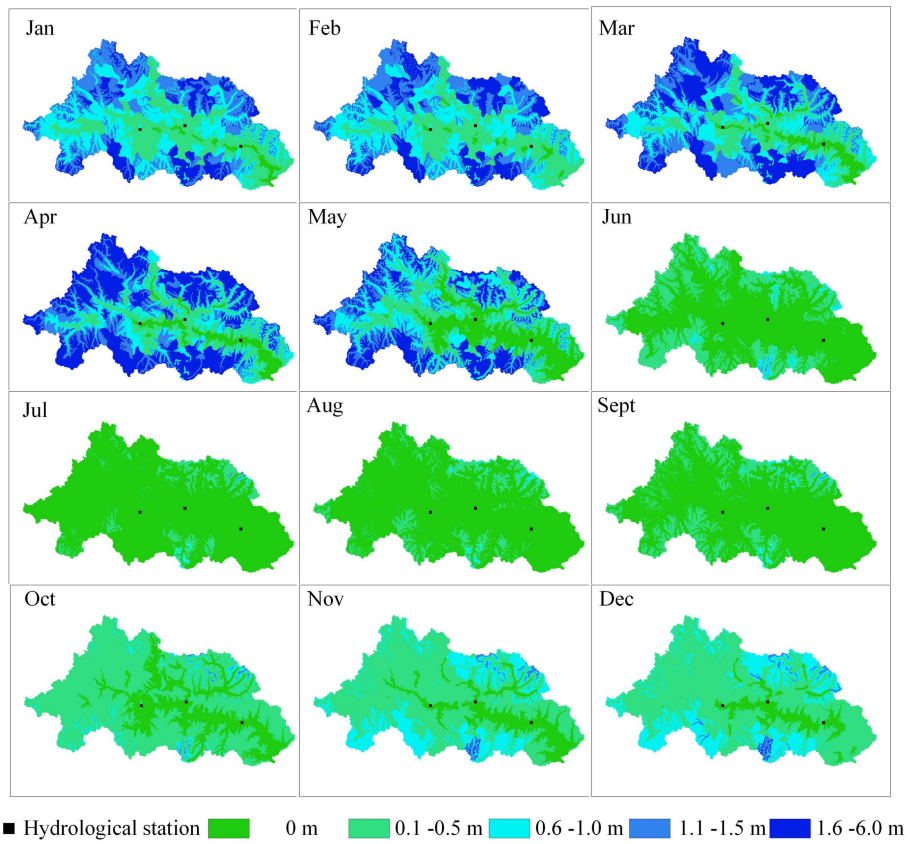 Jan
Feb
Mar
Apr
May
Jun
Jul
Aug
Sept
Oct
Nov
Dec
Hydrological station 0 m 0.1 -0.5 m 0.6 -1.0 m 1.1 -1.5 m 1.6 -6.0 m